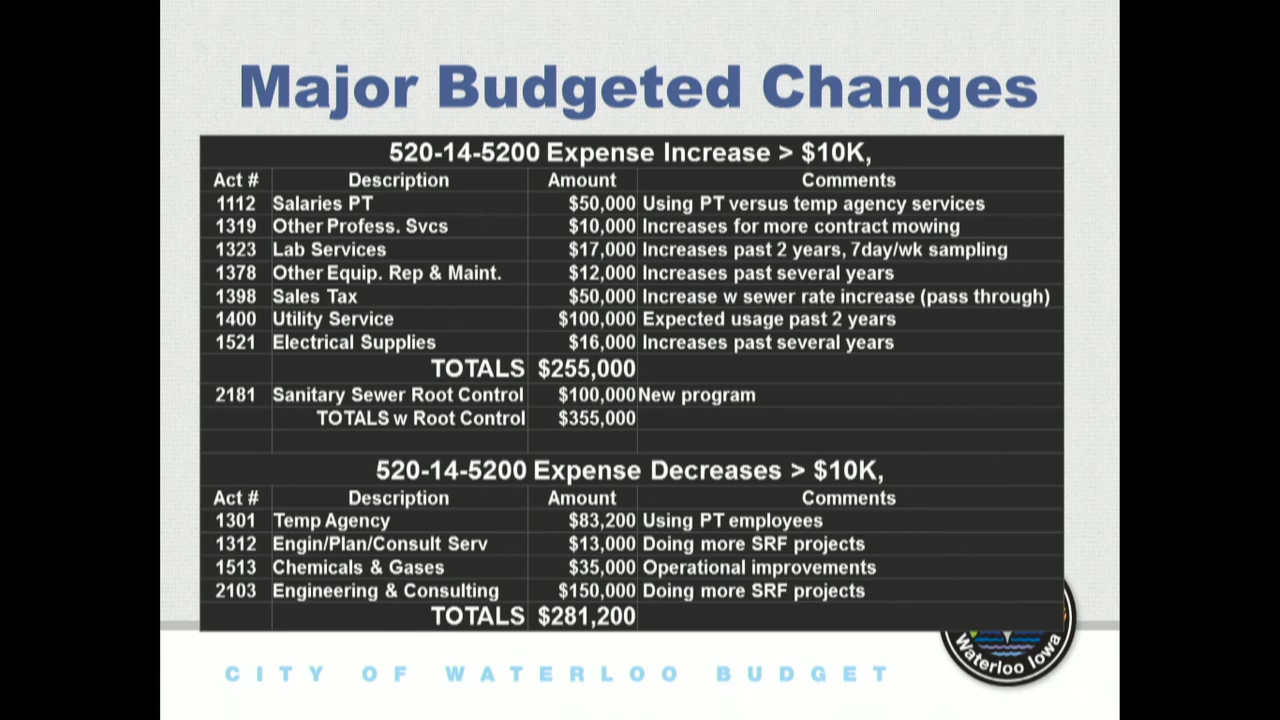 Major Budgeted Changes
520-14-5200 Expense Increase > $10K,
Act # Description Amount Comments
1112 Salaries PT $50,000 Using PT versus temp agency services
1319 Other Profess. Svcs $10,000 Increases for more contract mowing
1323 Lab Services $17,000 Increases past 2 years, 7day/wk sampling
1378 Other Equip. Rep & Maint. $12,000 Increases past several years
1398 Sales Tax $50,000 Increase w sewer rate increase (pass through)
1400 Utility Service $100,000 Expected usage past 2 years
1521 Electrical Supplies $16,000 Increases past several years
TOTALS $255,000
2181 Sanitary Sewer Root Control $100,000 New program
TOTALS w Root Control $355,000
520-14-5200 Expense Decreases > $10K,
Act # Description Amount Comments
1301 Temp Agency $83,200 Using PT employees
1312 Engin/Plan/Consult Serv $13,000 Doing more SRF projects
1513 Chemicals & Gases $35,000 Operational improvements
2103 Engineering & Consulting $150,000 Doing more SRF projects
TOTALS $281,200
Waterloo Iowa
CITY OF WATERLOO BUDGET